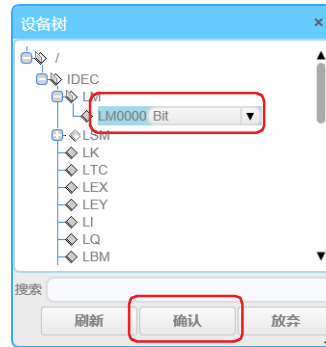 设备树 ×
/
IDEC
LM
LM0000 Bit
LSM
LK
LTC
LEX
LEY
LI
LQ
LBM
搜索
刷新 确认 放弃